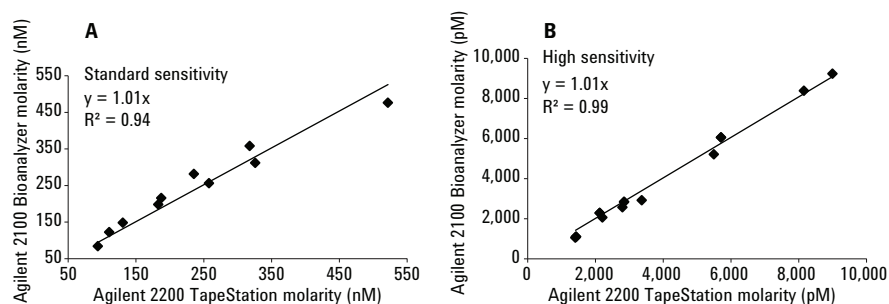 A
Standard sensitivity
y = 1.01x
R² = 0.94
Agilent 2100 Bioanalyzer molarity (nM)
550
450
350
250
150
50
50 150 250 350 450 550
Agilent 2200 TapeStation molarity (nM)
B
High sensitivity
y = 1.01x
R² = 0.99
Agilent 2100 Bioanalyzer molarity (pM)
10,000
8,000
6,000
4,000
2,000
0
0 2,000 4,000 6,000 8,000 10,000
Agilent 2200 TapeStation molarity (pM)